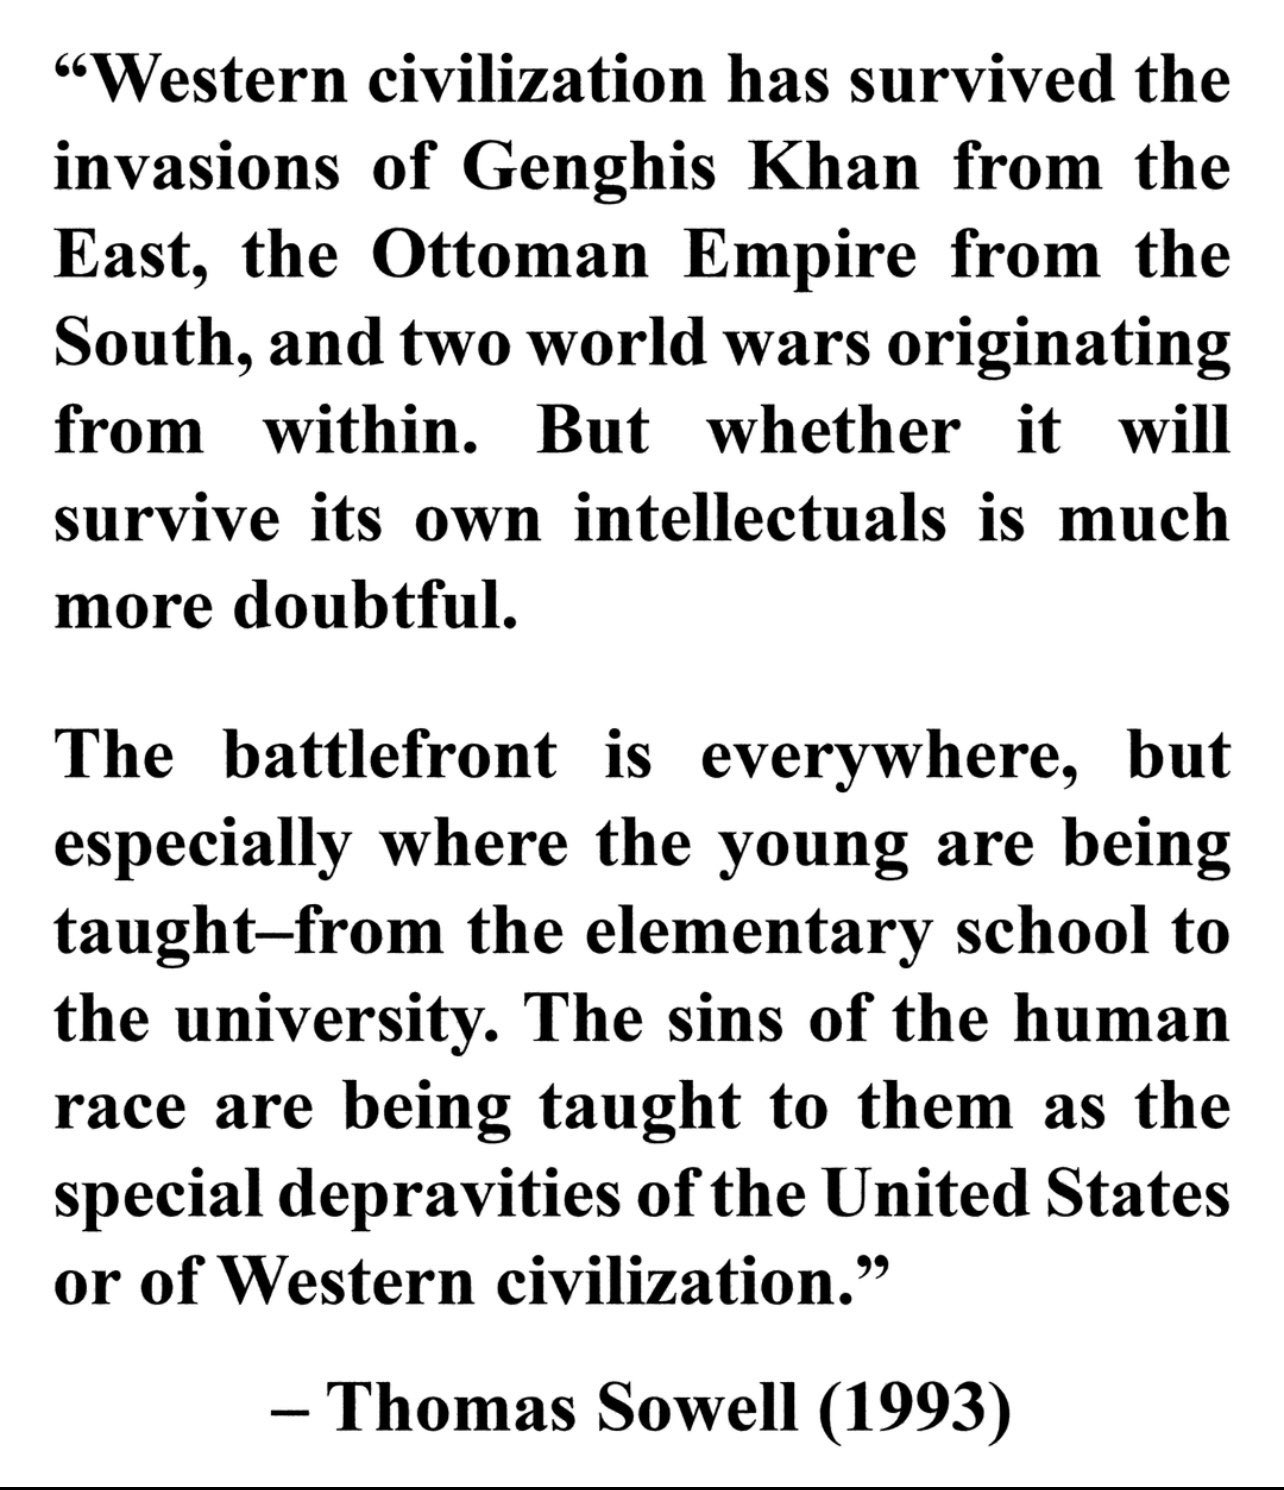 “Western civilization has survived the
invasions of Genghis Khan from the
East, the Ottoman Empire from the
South, and two world wars originating
from within. But whether it will
survive its own intellectuals is much
more doubtful.
The battlefront is everywhere, but
especially where the young are being
taught–from the elementary school to
the university. The sins of the human
race are being taught to them as the
special depravities of the United States
or of Western civilization.”
– Thomas Sowell (1993)